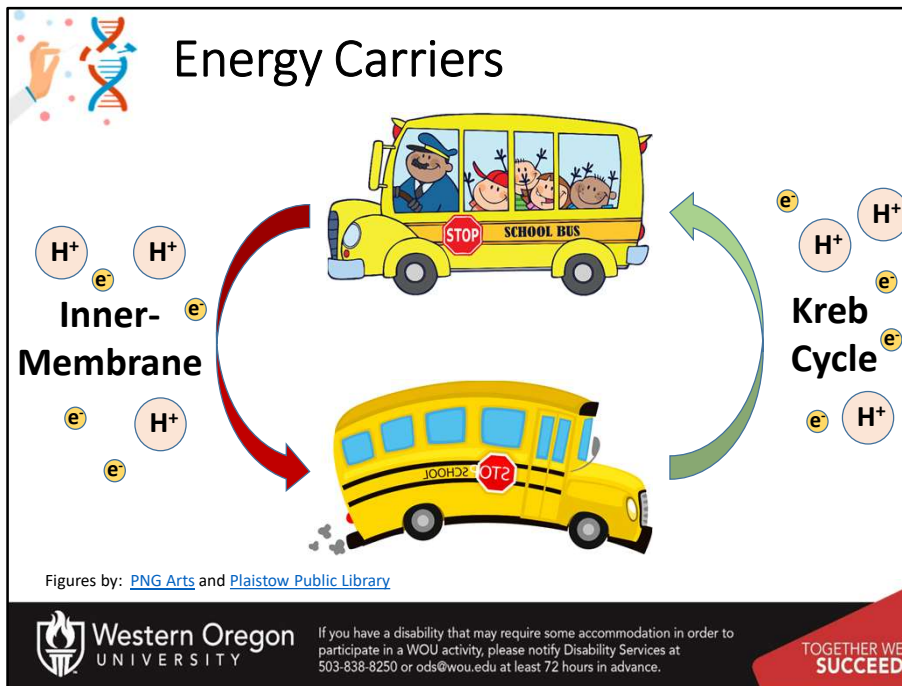 Energy Carriers
STOP
SCHOOL BUS
H⁺
H⁺
e⁻
e⁻
Inner-
Membrane
e⁻
H⁺
e⁻
e⁻
H⁺
H⁺
e⁻
Kreb
Cycle
e⁻
e⁻
H⁺
SCHOOL
STOP
Figures by: PNG Arts and Plaistow Public Library
Western Oregon
UNIVERSITY
If you have a disability that may require some accommodation in order to
participate in a WOU activity, please notify Disability Services at
503-838-8250 or ods@wou.edu at least 72 hours in advance.
TOGETHER WE
SUCCEED